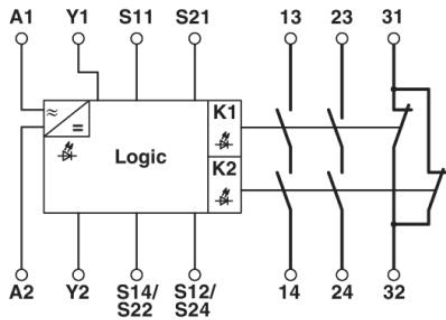 A1 Y1 S11 S21 13 23 31
≈
=
K1
Logic
K2
A2 Y2 S14/ S12/ 14 24 32
S22 S24